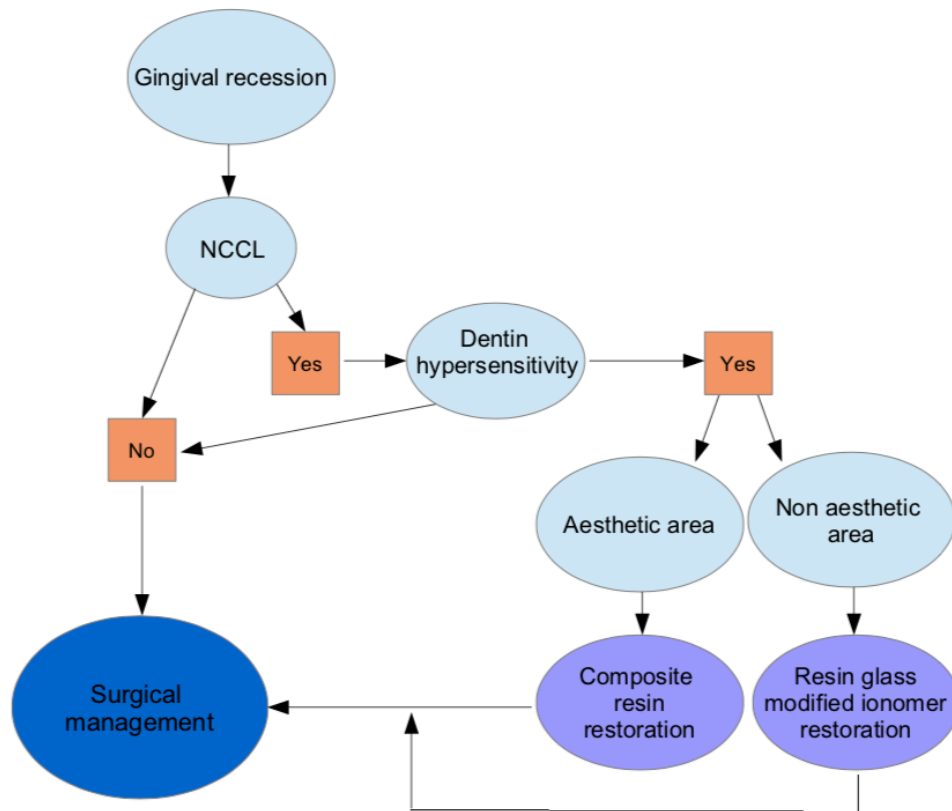 Gingival recession
NCCL
Dentin
hypersensitivity
Yes
Yes
No
Aesthetic area
Non aesthetic
area
Surgical
management
Composite
resin
restoration
Resin glass
modified ionomer
restoration